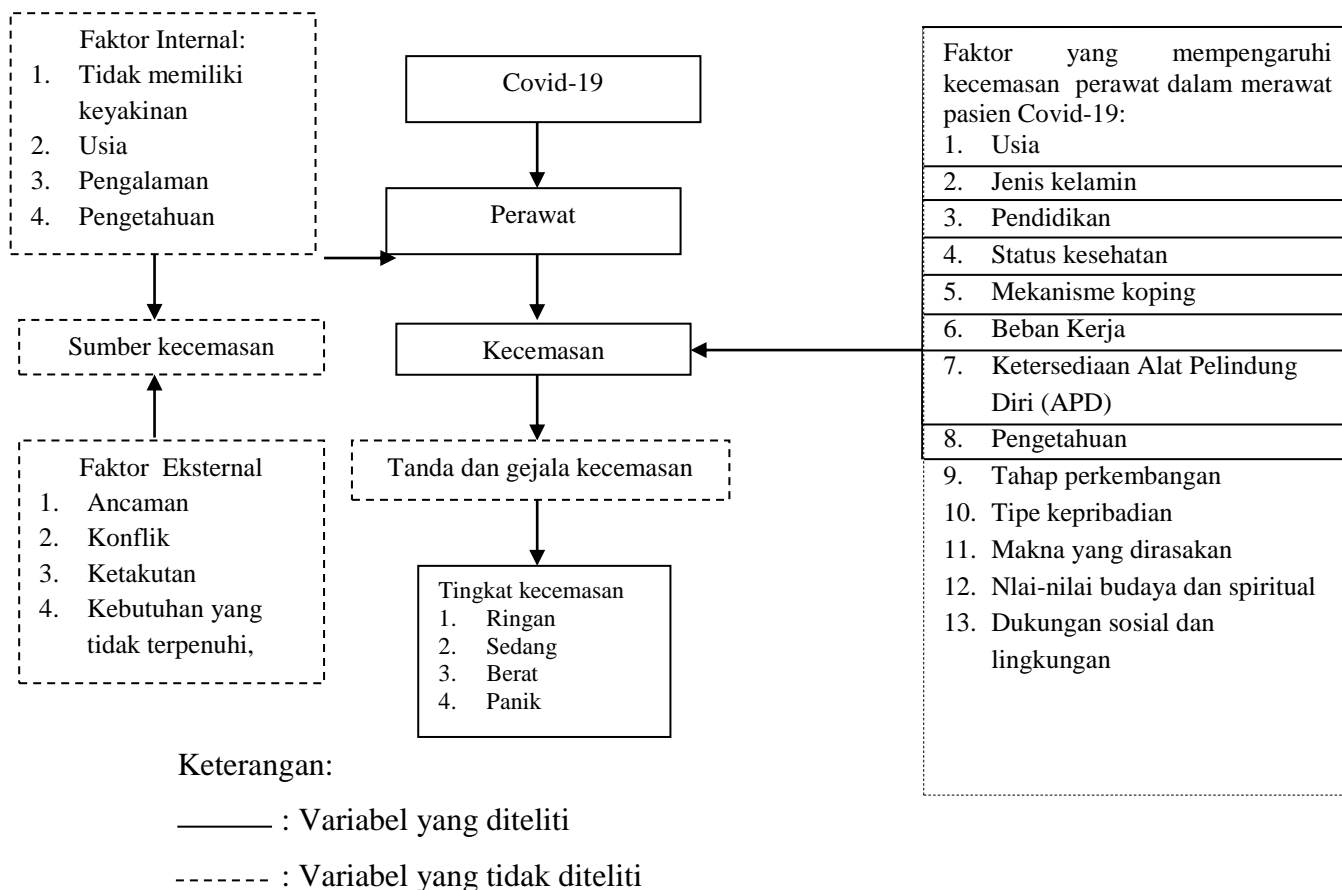 Faktor Internal:
1. Tidak memiliki
keyakinan
2. Usia
3. Pengalaman
4. Pengetahuan
Sumber kecemasan
Faktor Eksternal
1. Ancaman
2. Konflik
3. Ketakutan
4. Kebutuhan yang
tidak terpenuhi,
Covid-19
Perawat
Kecemasan
Tanda dan gejala kecemasan
Tingkat kecemasan
1. Ringan
2. Sedang
3. Berat
4. Panik
Faktor yang mempengaruhi
kecemasan perawat dalam merawat
pasien Covid-19:
1. Usia
2. Jenis kelamin
3. Pendidikan
4. Status kesehatan
5. Mekanisme koping
6. Beban Kerja
7. Ketersediaan Alat Pelindung
Diri (APD)
8. Pengetahuan
9. Tahap perkembangan
10. Tipe kepribadian
11. Makna yang dirasakan
12. Nlai-nilai budaya dan spiritual
13. Dukungan sosial dan
lingkungan
Keterangan:
: Variabel yang diteliti
: Variabel yang tidak diteliti